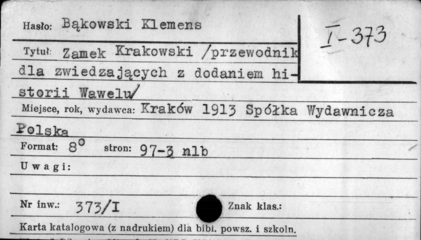 Hasło: Bąkowski Klemens
I-373
Tytuł: Zamek Krakowski /przewodnik
dla zwiedzających z dodaniem hi-
storii Wawelu/
Miejsce, rok, wydawca: Kraków 1913 Spółka Wydawnicza
Polska
Format: 8° stron: 97-3 nlb
Uwagi:
Nr inw.: 373/I Znak klas.:
Karta katalogowa (z nadrukiem) dla bibl. powsz. i szkoln.